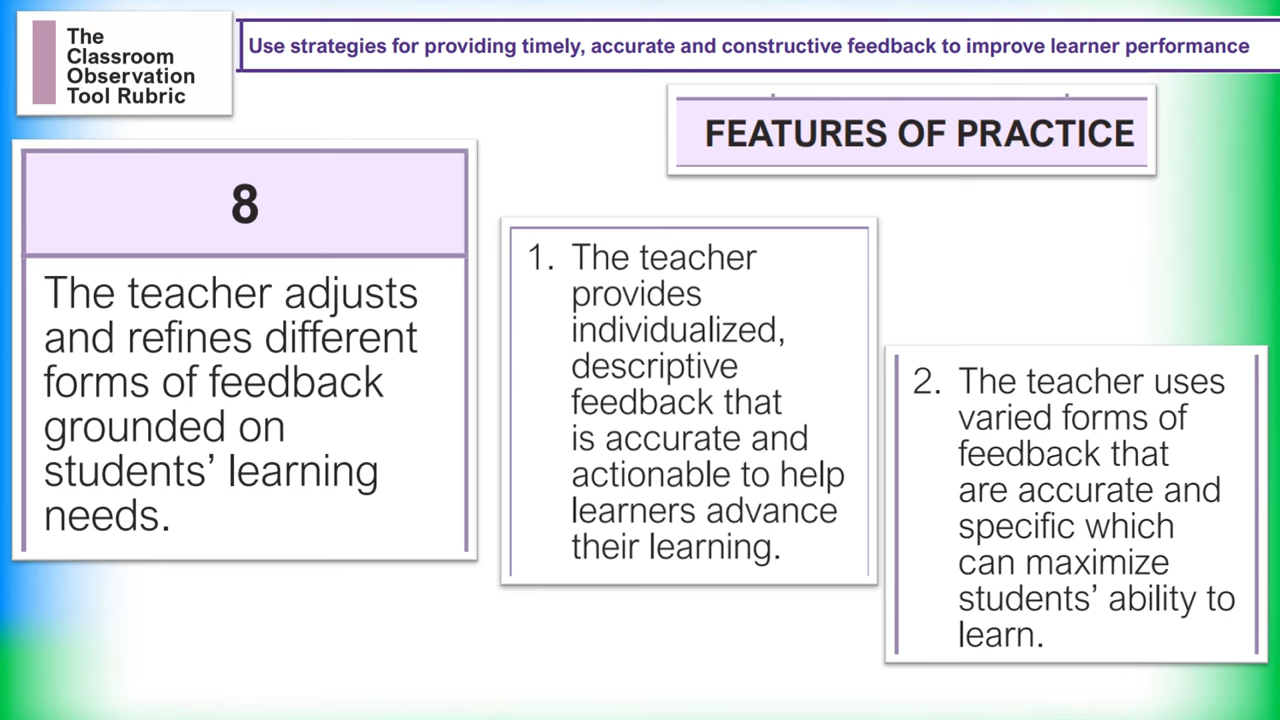 The
Classroom
Observation
Tool Rubric
Use strategies for providing timely, accurate and constructive feedback to improve learner performance
FEATURES OF PRACTICE
8
The teacher adjusts
and refines different
forms of feedback
grounded on
students’ learning
needs.
1. The teacher
provides
individualized,
descriptive
feedback that
is accurate and
actionable to help
learners advance
their learning.
2. The teacher uses
varied forms of
feedback that
are accurate and
specific which
can maximize
students’ ability to
learn.